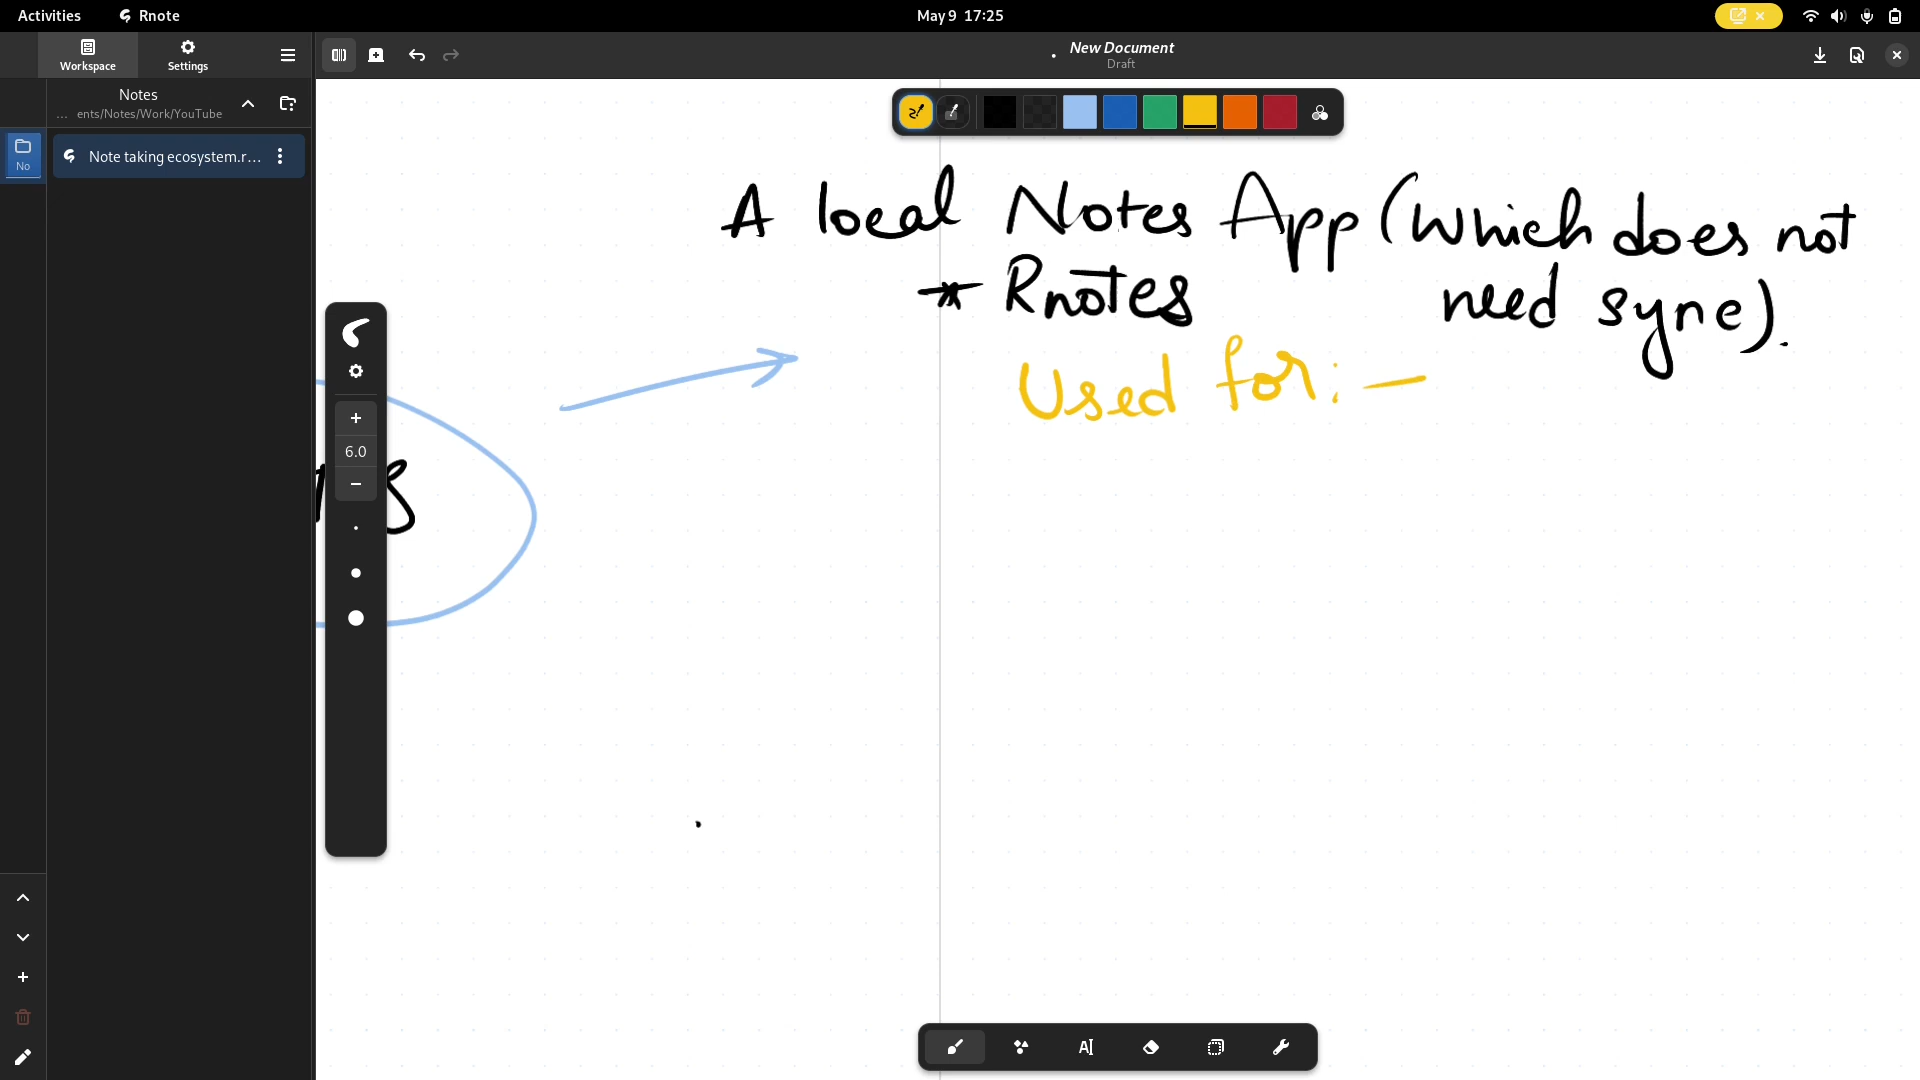 Activities Rnote May 9 17:25
Workspace Settings New Document
Draft
Notes
... ents/Notes/Work/YouTube
No Note taking ecosystem.r...
A local Notes App (which does not
* Rnotes need sync).
Used for: —
6.0